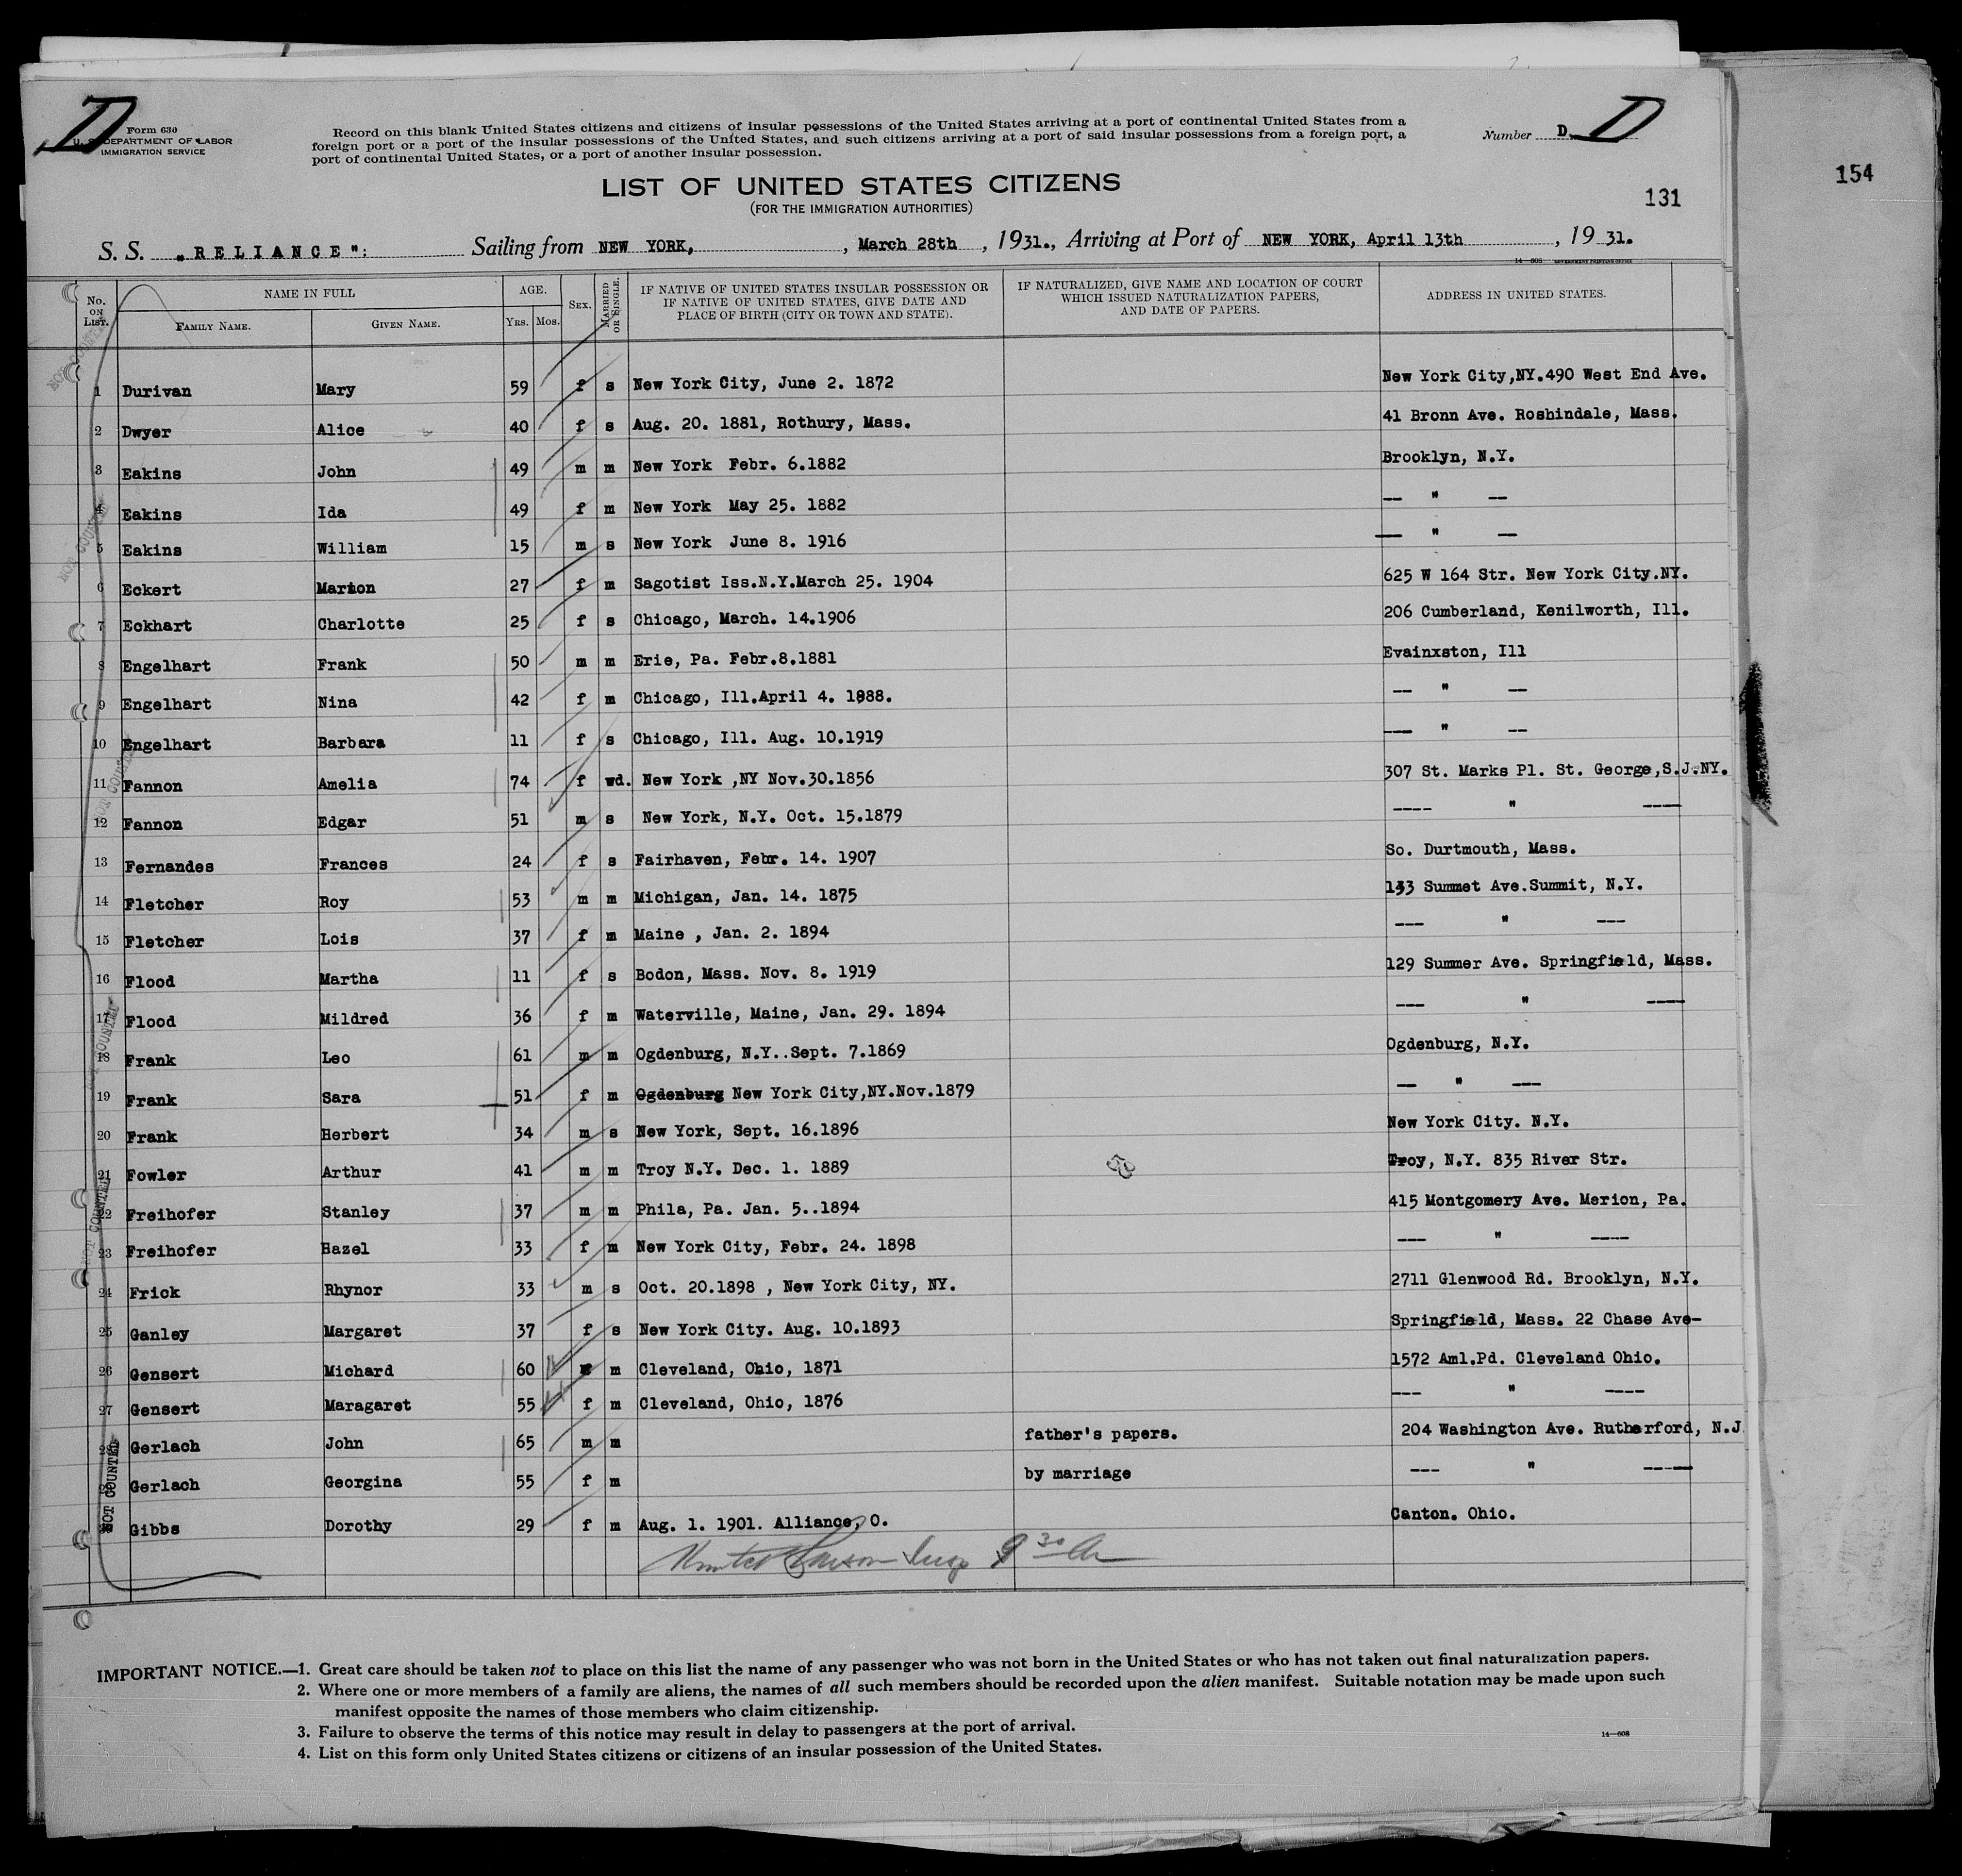 D
Form 630
U. S. DEPARTMENT OF LABOR
IMMIGRATION SERVICE
Record on this blank United States citizens and citizens of insular possessions of the United States arriving at a port of continental United States from a
foreign port or a port of the insular possessions of the United States, and such citizens arriving at a port of said insular possessions from a foreign port, a
port of continental United States, or a port of another insular possession.
Number D. D
154
LIST OF UNITED STATES CITIZENS
(FOR THE IMMIGRATION AUTHORITIES)
131
S. S. "RELIANCE": Sailing from NEW YORK, , March 28th , 1931., Arriving at Port of NEW YORK, April 13th , 19 31.
14—608 GOVERNMENT PRINTING OFFICE
No. ON LIST. NAME IN FULL FAMILY NAME. GIVEN NAME. AGE. Yrs. Mos. SEX. MARRIED OR SINGLE. IF NATIVE OF UNITED STATES INSULAR POSSESSION OR IF NATIVE OF UNITED STATES, GIVE DATE AND PLACE OF BIRTH (CITY OR TOWN AND STATE). IF NATURALIZED, GIVE NAME AND LOCATION OF COURT WHICH ISSUED NATURALIZATION PAPERS, AND DATE OF PAPERS. ADDRESS IN UNITED STATES.
1 Durivan Mary 59 f s New York City, June 2. 1872 New York City,NY.490 West End Ave.
2 Dwyer Alice 40 f s Aug. 20. 1881, Rothury, Mass. 41 Bronn Ave. Roshindale, Mass.
3 Eakins John 49 m m New York Febr. 6.1882 Brooklyn, N.Y.
4 Eakins Ida 49 f m New York May 25. 1882 -- " --
5 Eakins William 15 m s New York June 8. 1916 -- " --
6 Eckert Marion 27 f m Sagotist Iss.N.Y.March 25. 1904 625 W 164 Str. New York City.NY.
7 Eckhart Charlotte 25 f s Chicago, March. 14.1906 206 Cumberland, Kenilworth, Ill.
8 Engelhart Frank 50 m m Erie, Pa. Febr.8.1881 Evainxston, Ill
9 Engelhart Nina 42 f m Chicago, Ill.April 4. 1888. -- " --
10 Engelhart Barbara 11 f s Chicago, Ill. Aug. 10.1919 --- " --
11 Fannon Amelia 74 f wd. New York ,NY Nov.30.1856 307 St. Marks Pl. St. George,S.J.NY.
12 Fannon Edgar 51 m s New York, N.Y. Oct. 15.1879 ---- " ----
13 Fernandes Frances 24 f s Fairhaven, Febr. 14. 1907 So. Durtmouth, Mass.
14 Fletcher Roy 53 m m Michigan, Jan. 14. 1875 133 Summet Ave.Summit, N.Y.
15 Fletcher Lois 37 f m Maine , Jan. 2. 1894 --- " ---
16 Flood Martha 11 f s Bodon, Mass. Nov. 8. 1919 129 Summer Ave. Springfield, Mass.
17 Flood Mildred 36 f m Waterville, Maine, Jan. 29. 1894 --- " ----
18 Frank Leo 61 m m Ogdenburg, N.Y..Sept. 7.1869 Ogdenburg, N.Y.
19 Frank Sara 51 f m Ogdenburg New York City,NY.Nov.1879 -- " ---
20 Frank Herbert 34 m s New York, Sept. 16.1896 New York City. N.Y.
21 Fowler Arthur 41 m m Troy N.Y. Dec. 1. 1889 Troy, N.Y. 835 River Str.
22 Freihofer Stanley 37 m m Phila, Pa. Jan. 5..1894 415 Montgomery Ave. Merion, Pa.
23 Freihofer Hazel 33 f m New York City, Febr. 24. 1898 --- " ----
24 Frick Rhynor 33 m s Oct. 20.1898 , New York City, NY. 2711 Glenwood Rd. Brooklyn, N.Y.
25 Ganley Margaret 37 f s New York City. Aug. 10.1893 Springfield, Mass. 22 Chase Ave-
26 Gensert Michard 60 m Cleveland, Ohio, 1871 1572 Aml.Pd. Cleveland Ohio.
27 Gensert Maragaret 55 f m Cleveland, Ohio, 1876 --- " ----
28 Gerlach John 65 m m father's papers. 204 Washington Ave. Rutherford, N.J
29 Gerlach Georgina 55 f m by marriage --- " -----
30 Gibbs Dorothy 29 f m Aug. 1. 1901. Alliance, O. Canton. Ohio.
NOT COUNTED
9 30
IMPORTANT NOTICE.—1. Great care should be taken not to place on this list the name of any passenger who was not born in the United States or who has not taken out final naturalization papers.
2. Where one or more members of a family are aliens, the names of all such members should be recorded upon the alien manifest. Suitable notation may be made upon such
manifest opposite the names of those members who claim citizenship.
3. Failure to observe the terms of this notice may result in delay to passengers at the port of arrival.
4. List on this form only United States citizens or citizens of an insular possession of the United States.
14—608